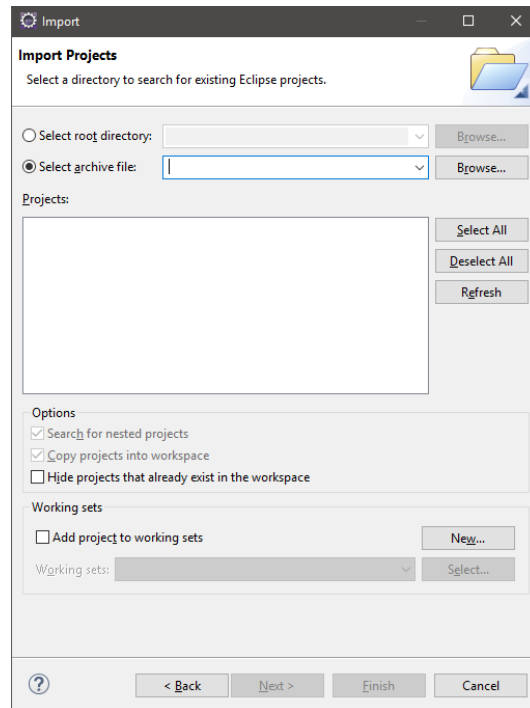 Import
Import Projects
Select a directory to search for existing Eclipse projects.
Select root directory:
Browse...
Select archive file:
Browse...
Projects:
Select All
Deselect All
Refresh
Options
Search for nested projects
Copy projects into workspace
Hide projects that already exist in the workspace
Working sets
Add project to working sets
New...
Working sets:
Select...
?
< Back
Next >
Finish
Cancel